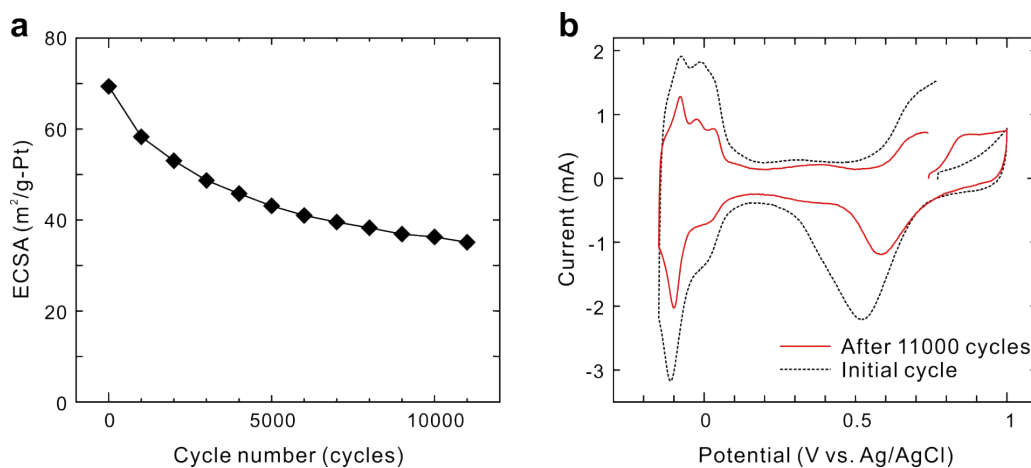 a
80
60
40
20
0
ECSA (m²/g-Pt)
0
5000
10000
Cycle number (cycles)
b
2
1
0
-1
-2
-3
Current (mA)
After 11000 cycles
Initial cycle
0
0.5
1
Potential (V vs. Ag/AgCl)